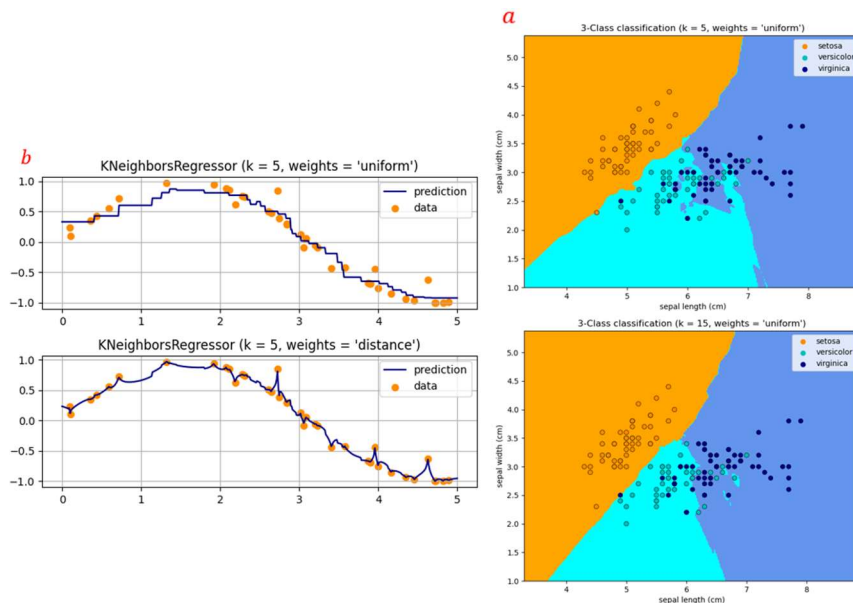 b
KNeighborsRegressor (k = 5, weights = 'uniform')
1.0
0.5
0.0
−0.5
−1.0
prediction
data
0 1 2 3 4 5
KNeighborsRegressor (k = 5, weights = 'distance')
1.0
0.5
0.0
−0.5
−1.0
prediction
data
0 1 2 3 4 5
a
3-Class classification (k = 5, weights = 'uniform')
setosa
versicolor
virginica
sepal width (cm)
5.0
4.5
4.0
3.5
3.0
2.5
2.0
1.5
1.0
4 5 6 7 8
sepal length (cm)
3-Class classification (k = 15, weights = 'uniform')
setosa
versicolor
virginica
sepal width (cm)
5.0
4.5
4.0
3.5
3.0
2.5
2.0
1.5
1.0
4 5 6 7 8
sepal length (cm)